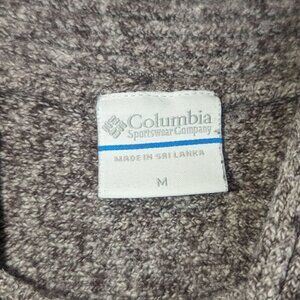 Columbia
Sportswear Company
MADE IN SRI LANKA
M